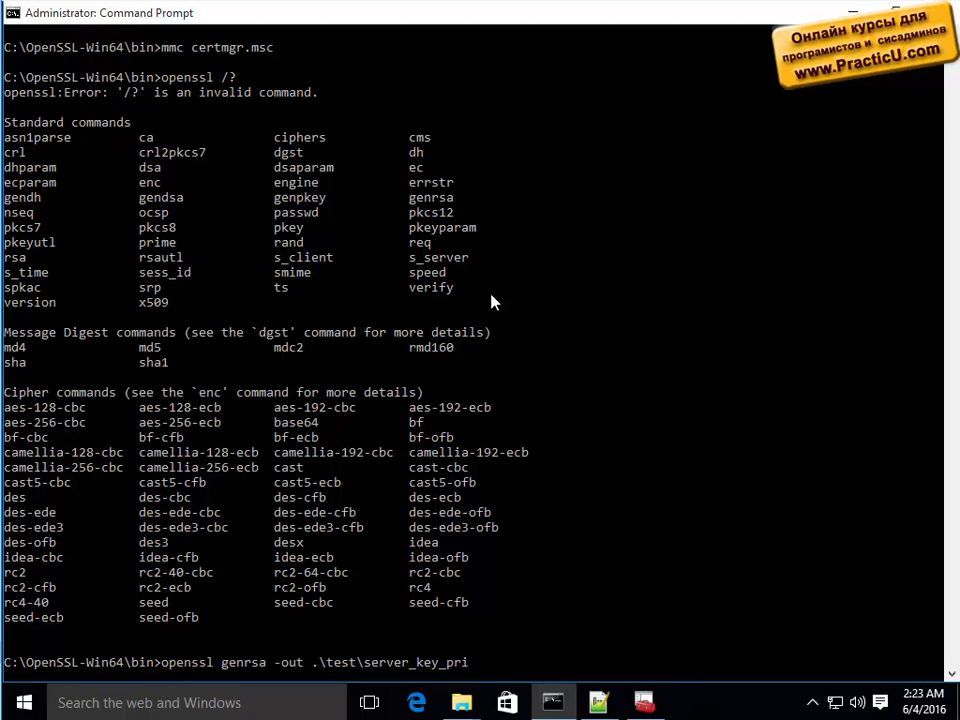 Administrator: Command Prompt
Онлайн курсы для
програмистов и сисадминов
www.PracticU.com
C:\OpenSSL-Win64\bin>mmc certmgr.msc
C:\OpenSSL-Win64\bin>openssl /?
openssl:Error: '/?' is an invalid command.
Standard commands
asn1parse ca ciphers cms
crl crl2pkcs7 dgst dh
dhparam dsa dsaparam ec
ecparam enc engine errstr
gendh gendsa genpkey genrsa
nseq ocsp passwd pkcs12
pkcs7 pkcs8 pkey pkeyparam
pkeyutl prime rand req
rsa rsautl s_client s_server
s_time sess_id smime speed
spkac srp ts verify
version x509
Message Digest commands (see the `dgst' command for more details)
md4 md5 mdc2 rmd160
sha sha1
Cipher commands (see the `enc' command for more details)
aes-128-cbc aes-128-ecb aes-192-cbc aes-192-ecb
aes-256-cbc aes-256-ecb base64 bf
bf-cbc bf-cfb bf-ecb bf-ofb
camellia-128-cbc camellia-128-ecb camellia-192-cbc camellia-192-ecb
camellia-256-cbc camellia-256-ecb cast cast-cbc
cast5-cbc cast5-cfb cast5-ecb cast5-ofb
des des-cbc des-cfb des-ecb
des-ede des-ede-cbc des-ede-cfb des-ede-ofb
des-ede3 des-ede3-cbc des-ede3-cfb des-ede3-ofb
des-ofb des3 desx idea
idea-cbc idea-cfb idea-ecb idea-ofb
rc2 rc2-40-cbc rc2-64-cbc rc2-cbc
rc2-cfb rc2-ecb rc2-ofb rc4
rc4-40 seed seed-cbc seed-cfb
seed-ecb seed-ofb
C:\OpenSSL-Win64\bin>openssl genrsa -out .\test\server_key_pri
Search the web and Windows
2:23 AM
6/4/2016